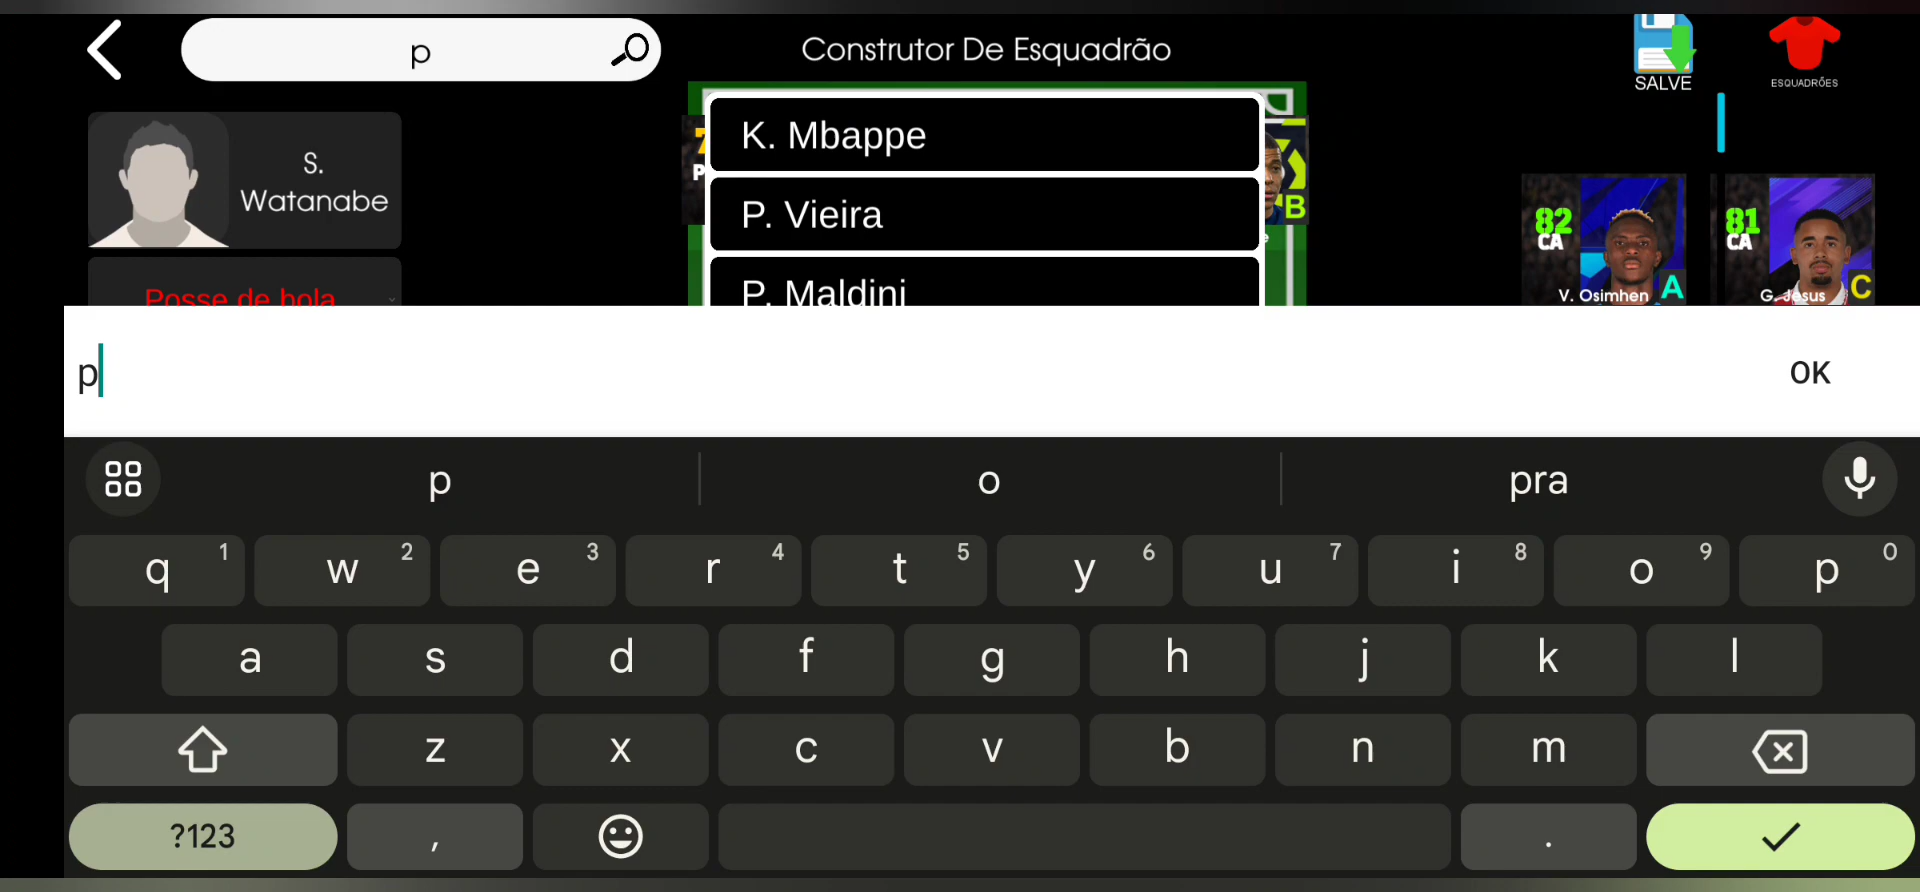 p
Construtor De Esquadrão
SALVE
ESQUADRÕES
S.
Watanabe
Posse de bola
K. Mbappe
P. Vieira
P. Maldini
B
82
CA
V. Osimhen
A
81
CA
G. Jesus
C
p
OK
p
o
pra
q 1 w 2 e 3 r 4 t 5 y 6 u 7 i 8 o 9 p 0
a s d f g h j k l
z x c v b n m
?123 , .